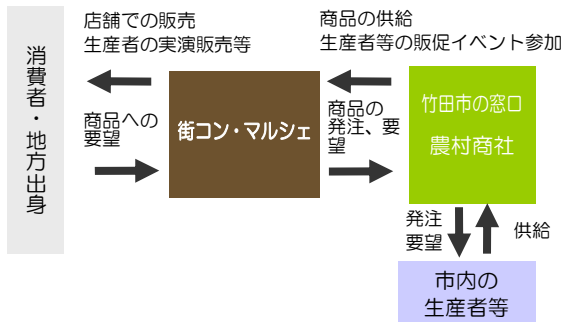 消費者・地方出身
店舗での販売
生産者の実演販売等
商品への
要望
街コン・マルシェ
商品の供給
生産者等の販促イベント参加
商品の
発注、要
望
竹田市の窓口
農村商社
発注
要望
供給
市内の
生産者等